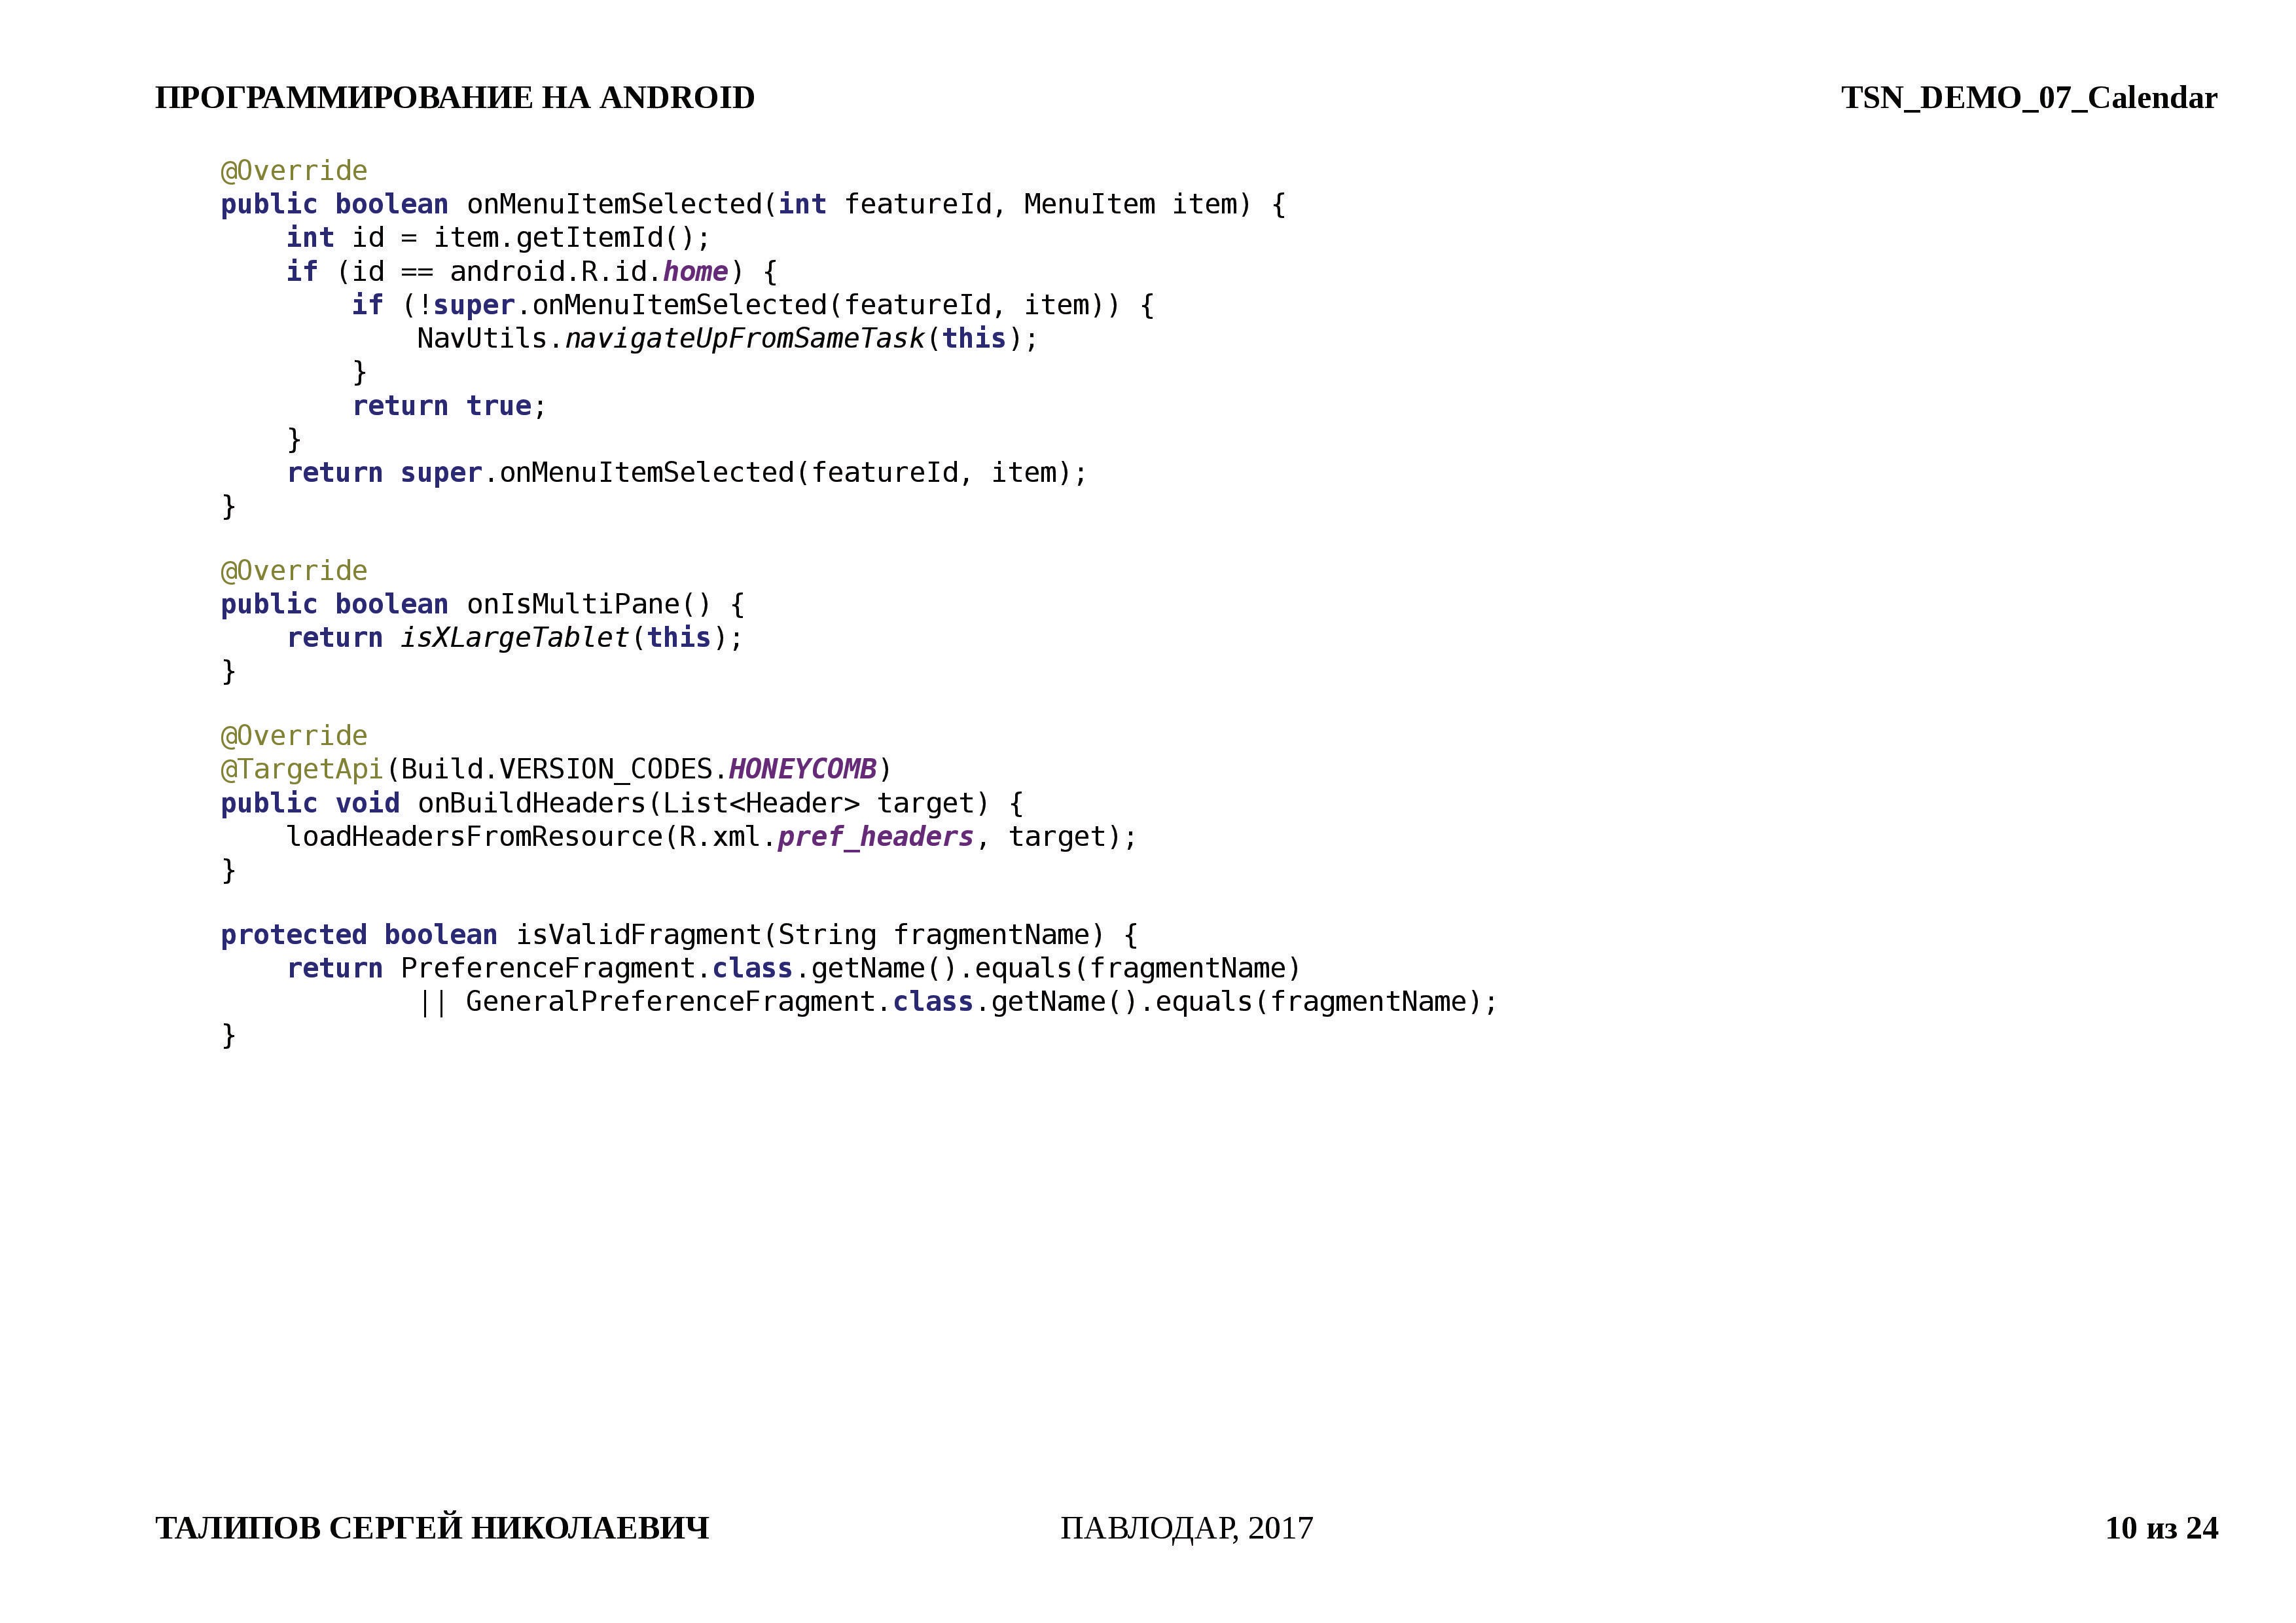 ПРОГРАММИРОВАНИЕ НА ANDROID TSN_DEMO_07_Calendar
@Override
public boolean onMenuItemSelected(int featureId, MenuItem item) {
    int id = item.getItemId();
    if (id == android.R.id.home) {
        if (!super.onMenuItemSelected(featureId, item)) {
            NavUtils.navigateUpFromSameTask(this);
        }
        return true;
    }
    return super.onMenuItemSelected(featureId, item);
}
@Override
public boolean onIsMultiPane() {
    return isXLargeTablet(this);
}
@Override
@TargetApi(Build.VERSION_CODES.HONEYCOMB)
public void onBuildHeaders(List<Header> target) {
    loadHeadersFromResource(R.xml.pref_headers, target);
}
protected boolean isValidFragment(String fragmentName) {
    return PreferenceFragment.class.getName().equals(fragmentName)
            || GeneralPreferenceFragment.class.getName().equals(fragmentName);
}
ТАЛИПОВ СЕРГЕЙ НИКОЛАЕВИЧ ПАВЛОДАР, 2017 10 из 24